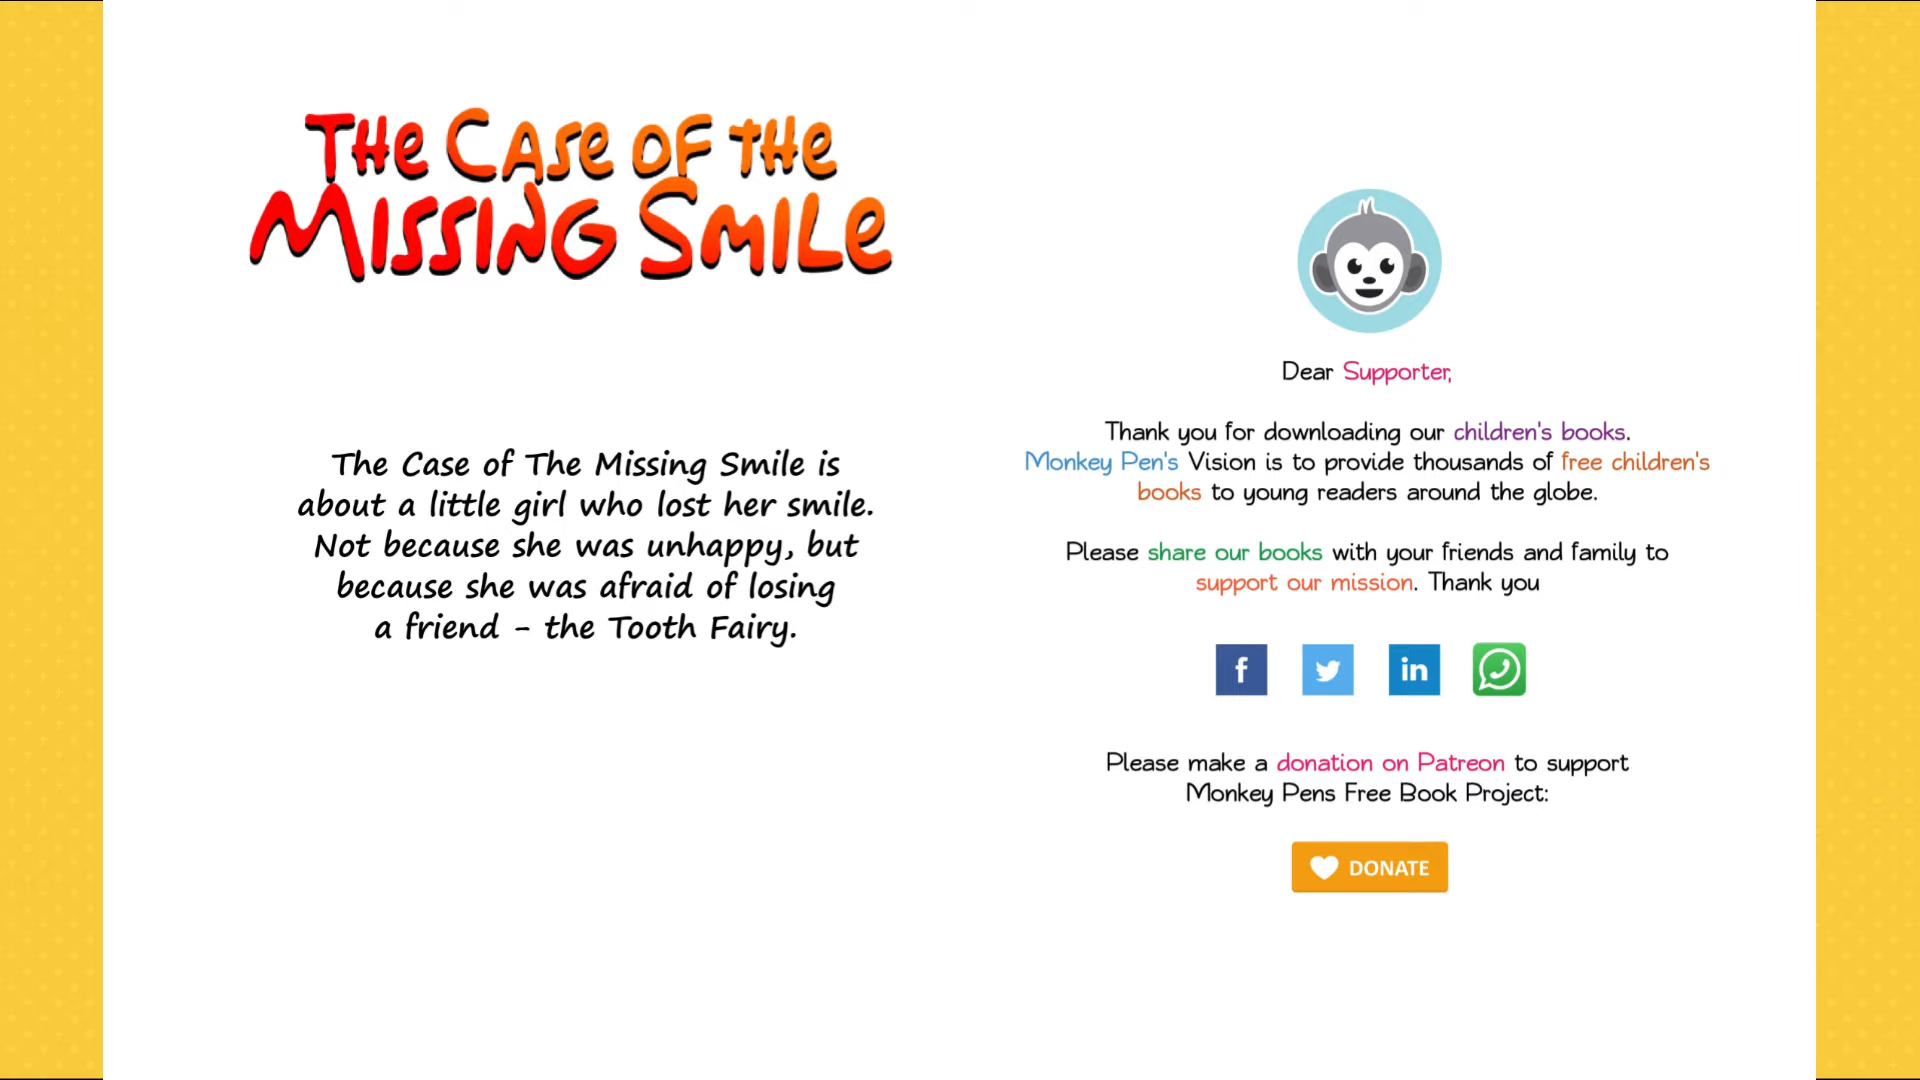 The Case of the
Missing Smile
The Case of The Missing Smile is
about a little girl who lost her smile.
Not because she was unhappy, but
because she was afraid of losing
a friend - the Tooth Fairy.
Dear Supporter,
Thank you for downloading our children's books.
Monkey Pen's Vision is to provide thousands of free children's
books to young readers around the globe.
Please share our books with your friends and family to
support our mission. Thank you
f
in
Please make a donation on Patreon to support
Monkey Pens Free Book Project:
DONATE